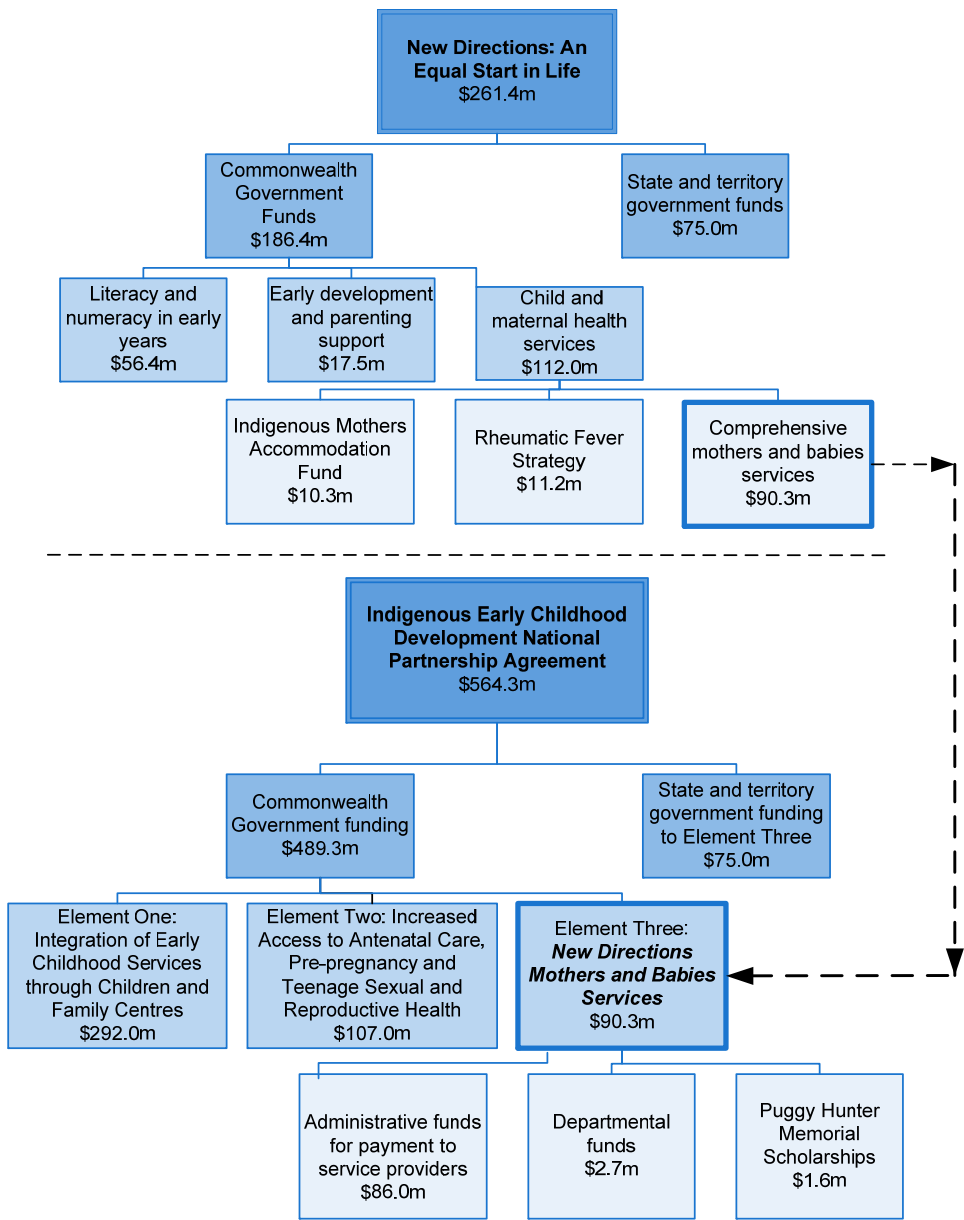 New Directions: An
Equal Start in Life
$261.4m
Commonwealth
Government
Funds
$186.4m
State and territory
government funds
$75.0m
Literacy and
numeracy in early
years
$56.4m
Early development
and parenting
support
$17.5m
Child and
maternal health
services
$112.0m
Indigenous Mothers
Accommodation
Fund
$10.3m
Rheumatic Fever
Strategy
$11.2m
Comprehensive
mothers and babies
services
$90.3m
Indigenous Early Childhood
Development National
Partnership Agreement
$564.3m
Commonwealth
Government funding
$489.3m
State and territory
government funding
to Element Three
$75.0m
Element One:
Integration of Early
Childhood Services
through Children and
Family Centres
$292.0m
Element Two: Increased
Access to Antenatal Care,
Pre-pregnancy and
Teenage Sexual and
Reproductive Health
$107.0m
Element Three:
New Directions
Mothers and Babies
Services
$90.3m
Administrative funds
for payment to
service providers
$86.0m
Departmental
funds
$2.7m
Puggy Hunter
Memorial
Scholarships
$1.6m